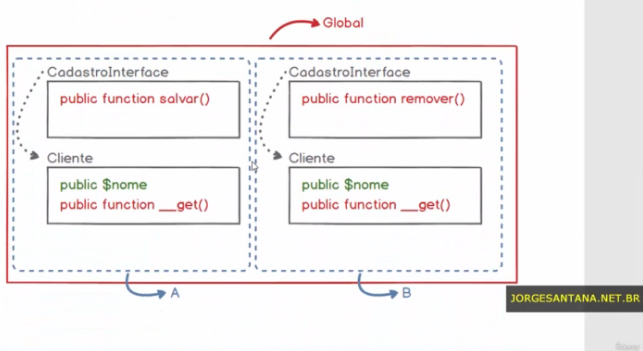 Global
CadastroInterface
public function salvar()
Cliente
public $nome
public function __get()
CadastroInterface
public function remover()
Cliente
public $nome
public function __get()
A
B
JORGESANTANA.NET.BR